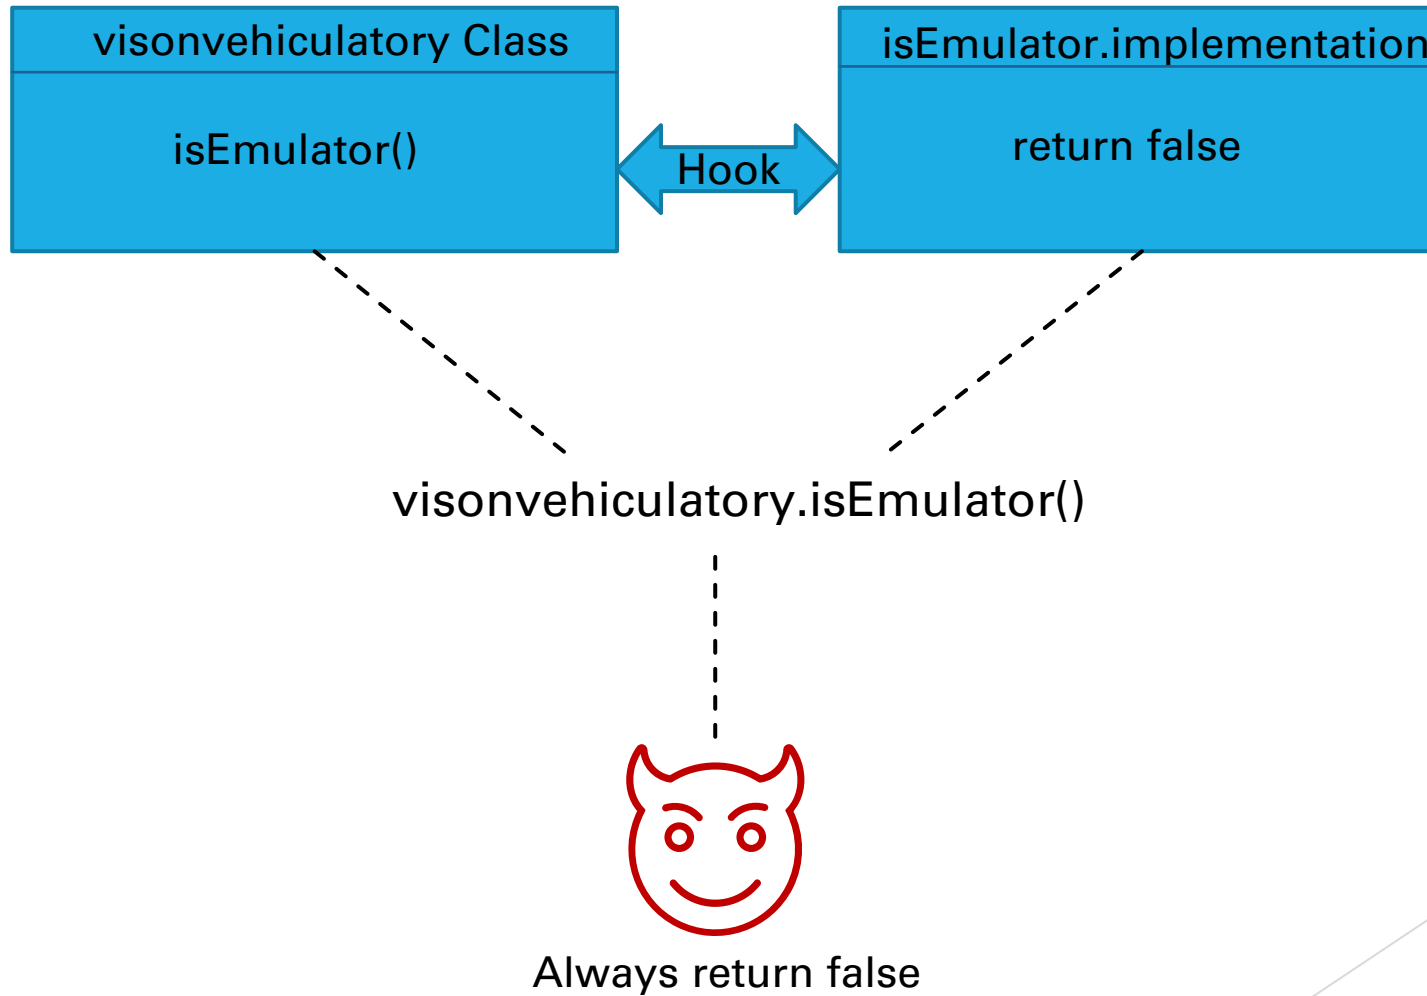 visonvehiculatory Class
isEmulator.implementation
isEmulator()
return false
Hook
visonvehiculatory.isEmulator()
Always return false